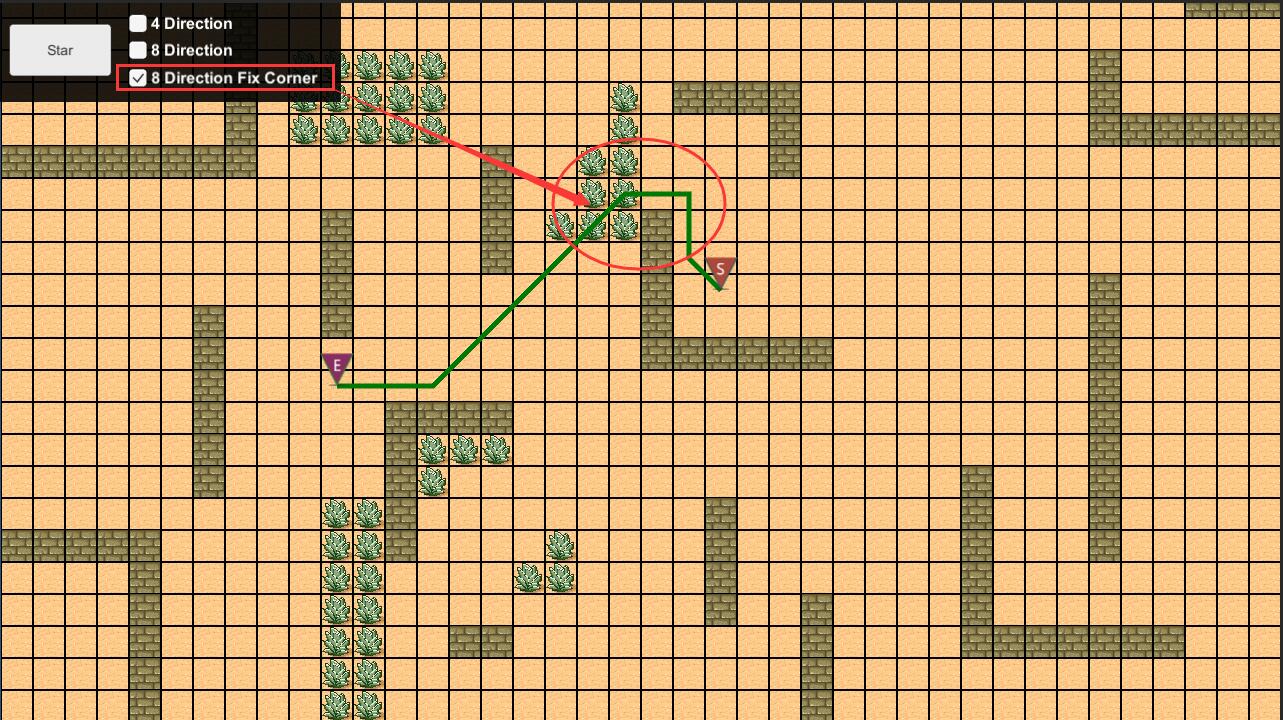 Star
4 Direction
8 Direction
8 Direction Fix Corner
S
E